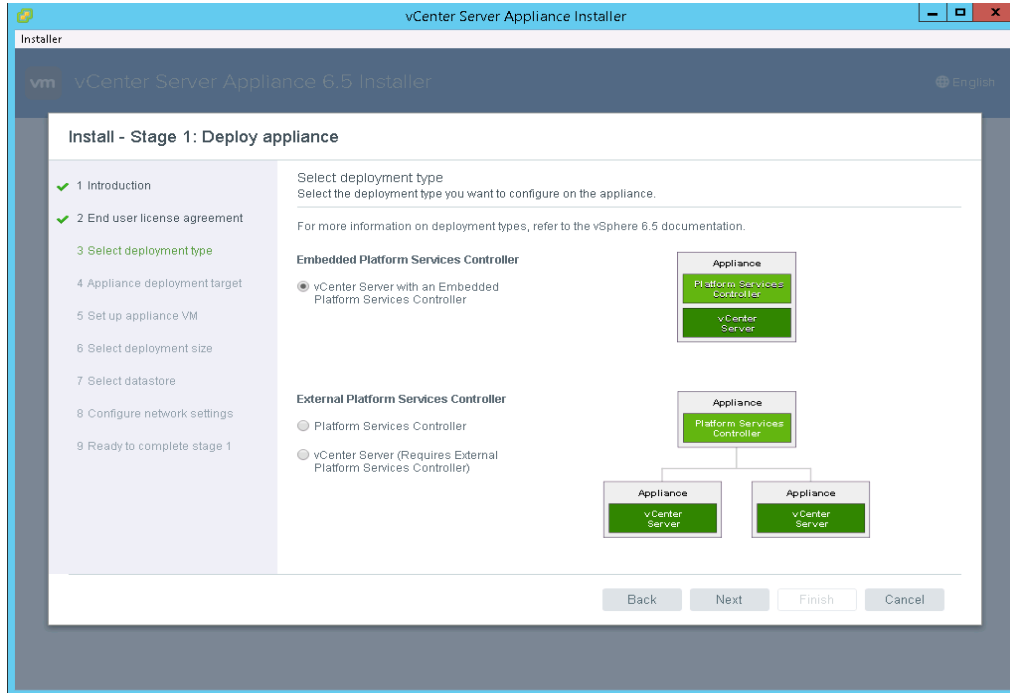 vCenter Server Appliance Installer
Installer
vm vCenter Server Appliance 6.5 Installer
English
Install - Stage 1: Deploy appliance
1 Introduction
2 End user license agreement
3 Select deployment type
4 Appliance deployment target
5 Set up appliance VM
6 Select deployment size
7 Select datastore
8 Configure network settings
9 Ready to complete stage 1
Select deployment type
Select the deployment type you want to configure on the appliance.
For more information on deployment types, refer to the vSphere 6.5 documentation.
Embedded Platform Services Controller
vCenter Server with an Embedded
Platform Services Controller
Appliance
Platform Services
Controller
vCenter
Server
External Platform Services Controller
Platform Services Controller
vCenter Server (Requires External
Platform Services Controller)
Appliance
Platform Services
Controller
Appliance
vCenter
Server
Appliance
vCenter
Server
Back
Next
Finish
Cancel